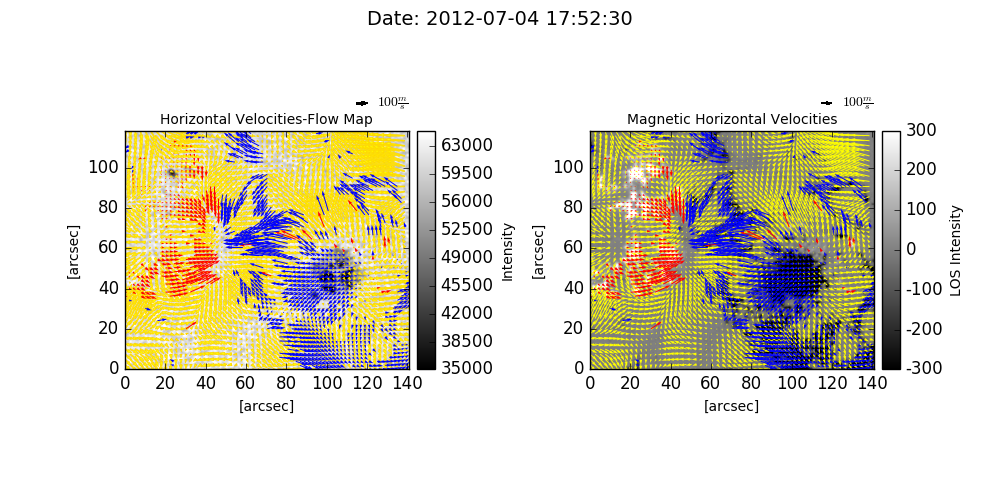 Date: 2012-07-04 17:52:30
100 m/s
100 m/s
Horizontal Velocities-Flow Map
Magnetic Horizontal Velocities
[arcsec]
100
80
60
40
20
0
0 20 40 60 80 100 120 140
[arcsec]
63000
59500
56000
52500
49000
45500
42000
38500
35000
Intensity
[arcsec]
100
80
60
40
20
0
0 20 40 60 80 100 120 140
[arcsec]
300
200
100
0
-100
-200
-300
LOS Intensity